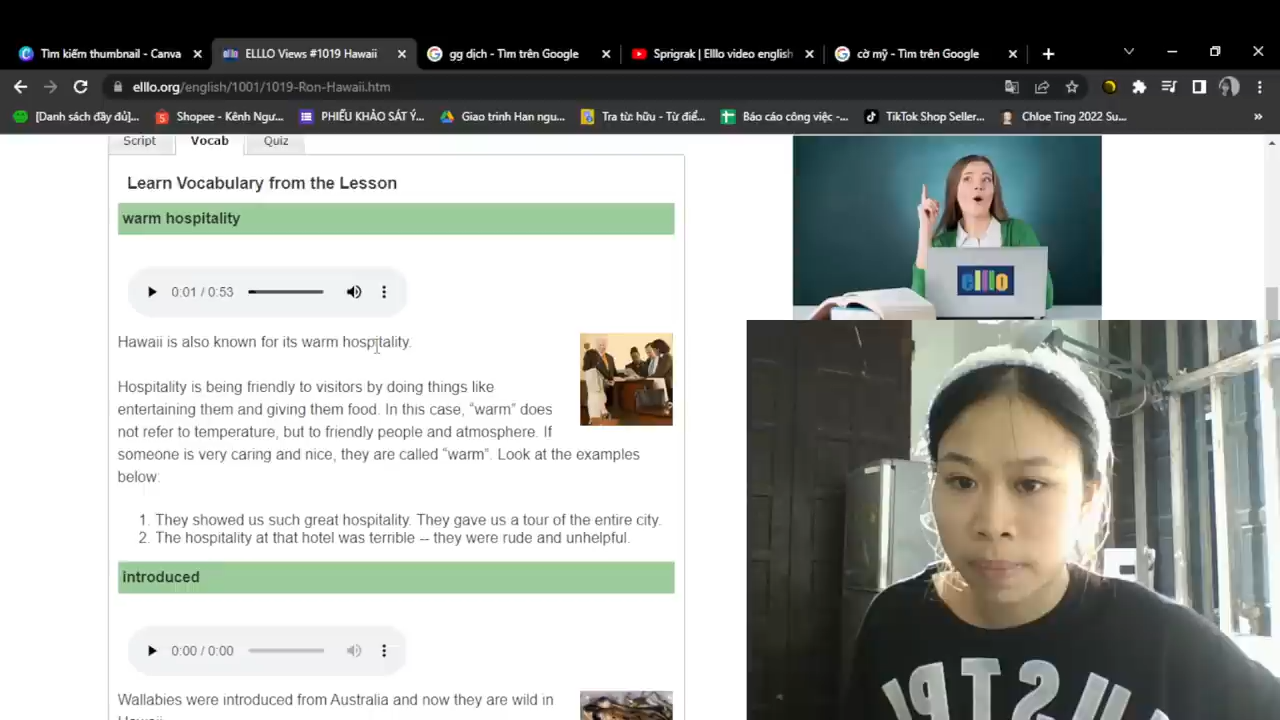 Tìm kiếm thumbnail - Canva
ELLLO Views #1019 Hawaii
gg dịch - Tìm trên Google
Sprigrak | Elllo video english
cờ mỹ - Tìm trên Google
elllo.org/english/1001/1019-Ron-Hawaii.htm
[Danh sách đầy đủ]...
Shopee - Kênh Ngư...
PHIẾU KHẢO SÁT Ý...
Giao trinh Han ngu...
Tra từ: hữu - Từ điể...
Báo cáo công việc -...
TikTok Shop Seller...
Chloe Ting 2022 Su...
Script
Vocab
Quiz
Learn Vocabulary from the Lesson
warm hospitality
0:01 / 0:53
Hawaii is also known for its warm hospitality.
Hospitality is being friendly to visitors by doing things like
entertaining them and giving them food. In this case, “warm” does
not refer to temperature, but to friendly people and atmosphere. If
someone is very caring and nice, they are called “warm”. Look at the examples
below:
1. They showed us such great hospitality. They gave us a tour of the entire city.
2. The hospitality at that hotel was terrible -- they were rude and unhelpful.
introduced
0:00 / 0:00
Wallabies were introduced from Australia and now they are wild in
Hawaii.
elllo